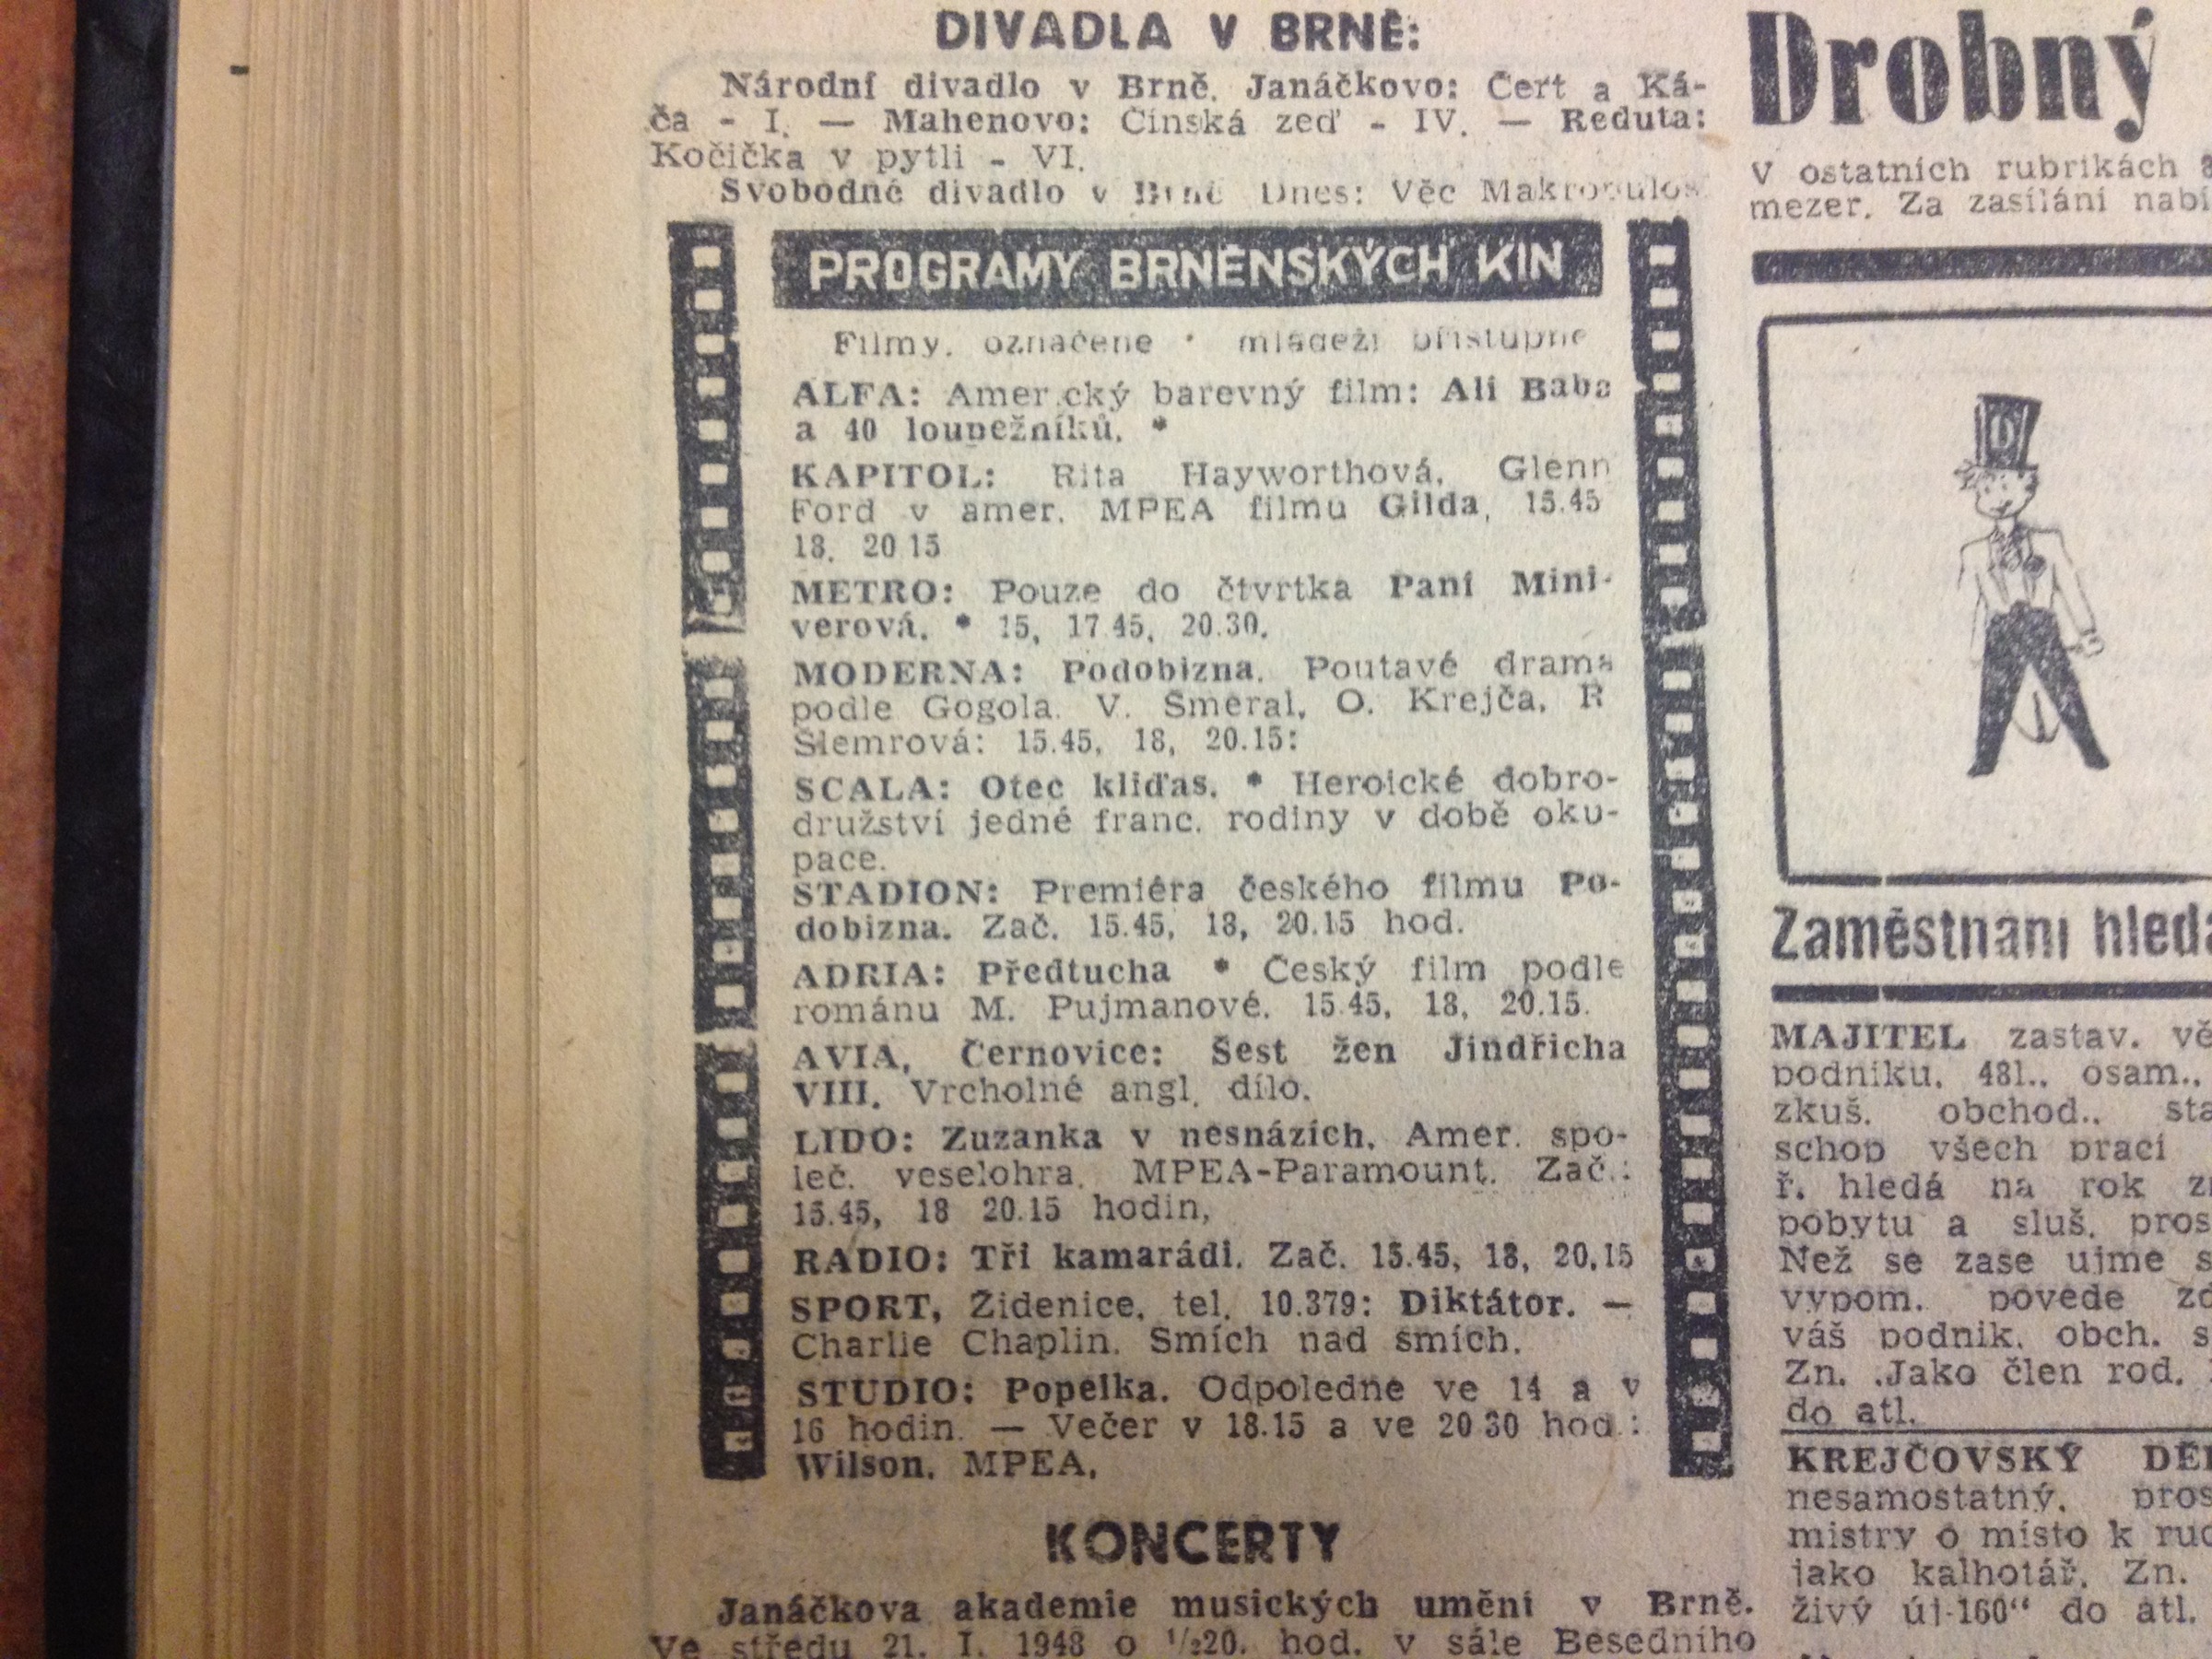 DIVADLA V BRNĚ:
Národní divadlo v Brně. Janáčkovo: Čert a Ká-
ča - I. — Mahenovo: Čínská zeď - IV. — Reduta:
Kočička v pytli - VI.
Svobodné divadlo v Brně Dnes: Věc Makropulos
PROGRAMY BRNĚNSKÝCH KIN
Filmy, označené * mládeži přístupné
ALFA: Americký barevný film: Ali Baba
a 40 loupežníků. *
KAPITOL: Rita Hayworthová, Glenn
Ford v amer. MPEA filmu Gilda, 15.45
18, 20 15
METRO: Pouze do čtvrtka Paní Mini-
verová. * 15, 17.45, 20.30.
MODERNA: Podobizna. Poutavé drama
podle Gogola. V. Šmeral, O. Krejča, R
Šlemrová: 15.45, 18, 20.15:
SCALA: Otec kliďas. * Heroické dobro-
družství jedné franc. rodiny v době oku-
pace.
STADION: Premiéra českého filmu Po-
dobizna. Zač. 15.45, 18, 20.15 hod.
ADRIA: Předtucha * Český film podle
románu M. Pujmanové. 15.45, 18, 20.15.
AVIA, Černovice: Šest žen Jindřicha
VIII. Vrcholné angl. dílo.
LIDO: Zuzanka v nesnázích. Amer. spo-
leč. veselohra. MPEA-Paramount. Zač.:
15.45, 18 20.15 hodin,
RADIO: Tři kamarádi. Zač. 15.45, 18, 20.15
SPORT, Židenice, tel. 10.379: Diktátor. —
Charlie Chaplin. Smích nad smích.
STUDIO: Popelka. Odpoledne ve 14 a v
16 hodin. — Večer v 18.15 a ve 20 30 hod.:
Wilson. MPEA,
KONCERTY
Janáčkova akademie musických umění v Brně.
Ve středu 21. I. 1948 o ½20. hod. v sále Besedního
Drobný
V ostatních rubrikách
mezer. Za zasílání
Zaměstnání
MAJITEL zastav.
podniku, 48l., osam.,
zkuš. obchod.,
schop všech prací
ř. hledá na rok
pobytu a sluš.
Než se zase ujme
vypom. povede
váš podnik. obch.
Zn. „Jako člen rod.
do atl.
KREJČOVSKÝ
nesamostatný,
mistry o místo k
jako kalhotář. Zn.
živý új-160“ do atl.